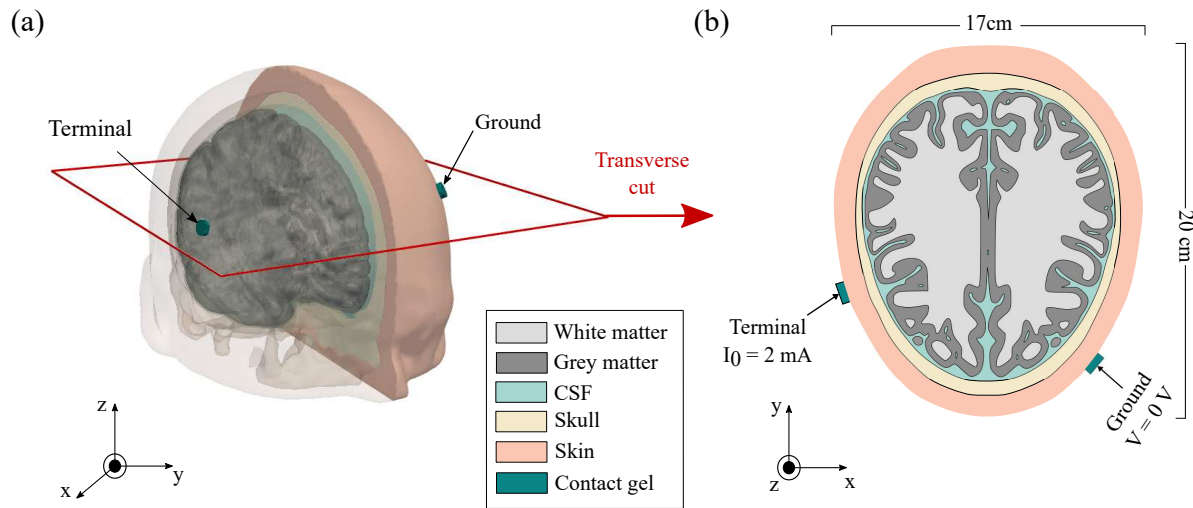 (a)
Terminal
Ground
Transverse
cut
z
y
x
White matter
Grey matter
CSF
Skull
Skin
Contact gel
(b)
17cm
20 cm
Terminal
I0 = 2 mA
Ground
V = 0 V
y
z
x